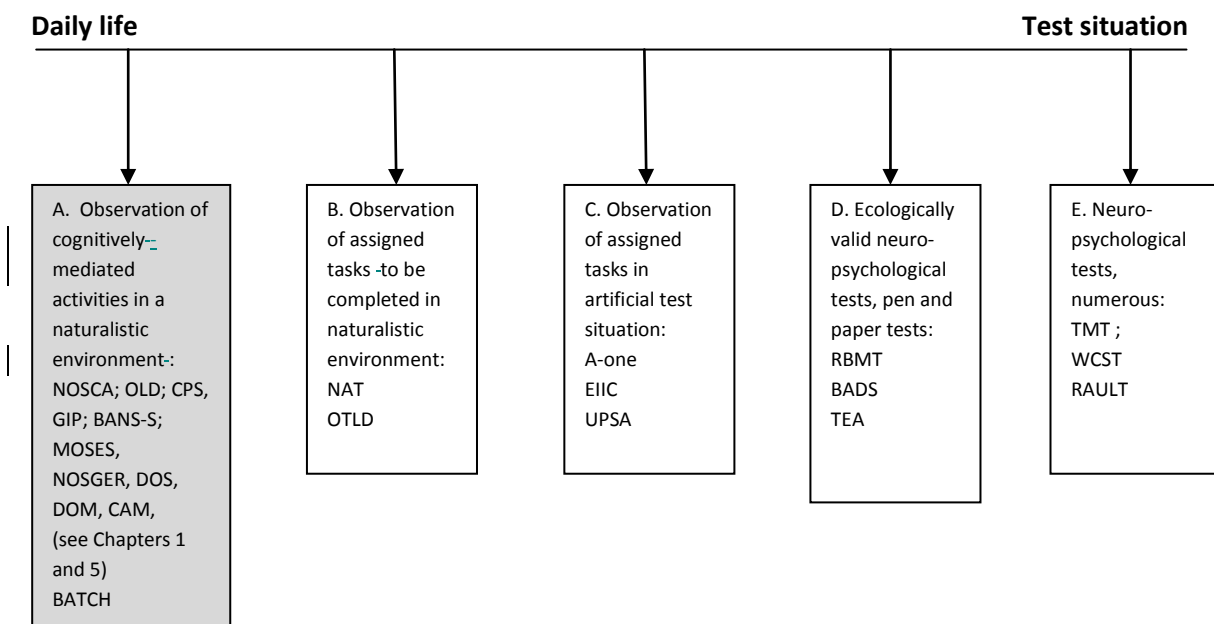 Daily life
Test situation
A. Observation of
cognitively--
mediated
activities in a
naturalistic
environment-:
NOSCA; OLD; CPS,
GIP; BANS-S;
MOSES,
NOSGER, DOS,
DOM, CAM,
(see Chapters 1
and 5)
BATCH
B. Observation
of assigned
tasks -to be
completed in
naturalistic
environment:
NAT
OTLD
C. Observation
of assigned
tasks in
artificial test
situation:
A-one
EIIC
UPSA
D. Ecologically
valid neuro-
psychological
tests, pen and
paper tests:
RBMT
BADS
TEA
E. Neuro-
psychological
tests,
numerous:
TMT ;
WCST
RAULT